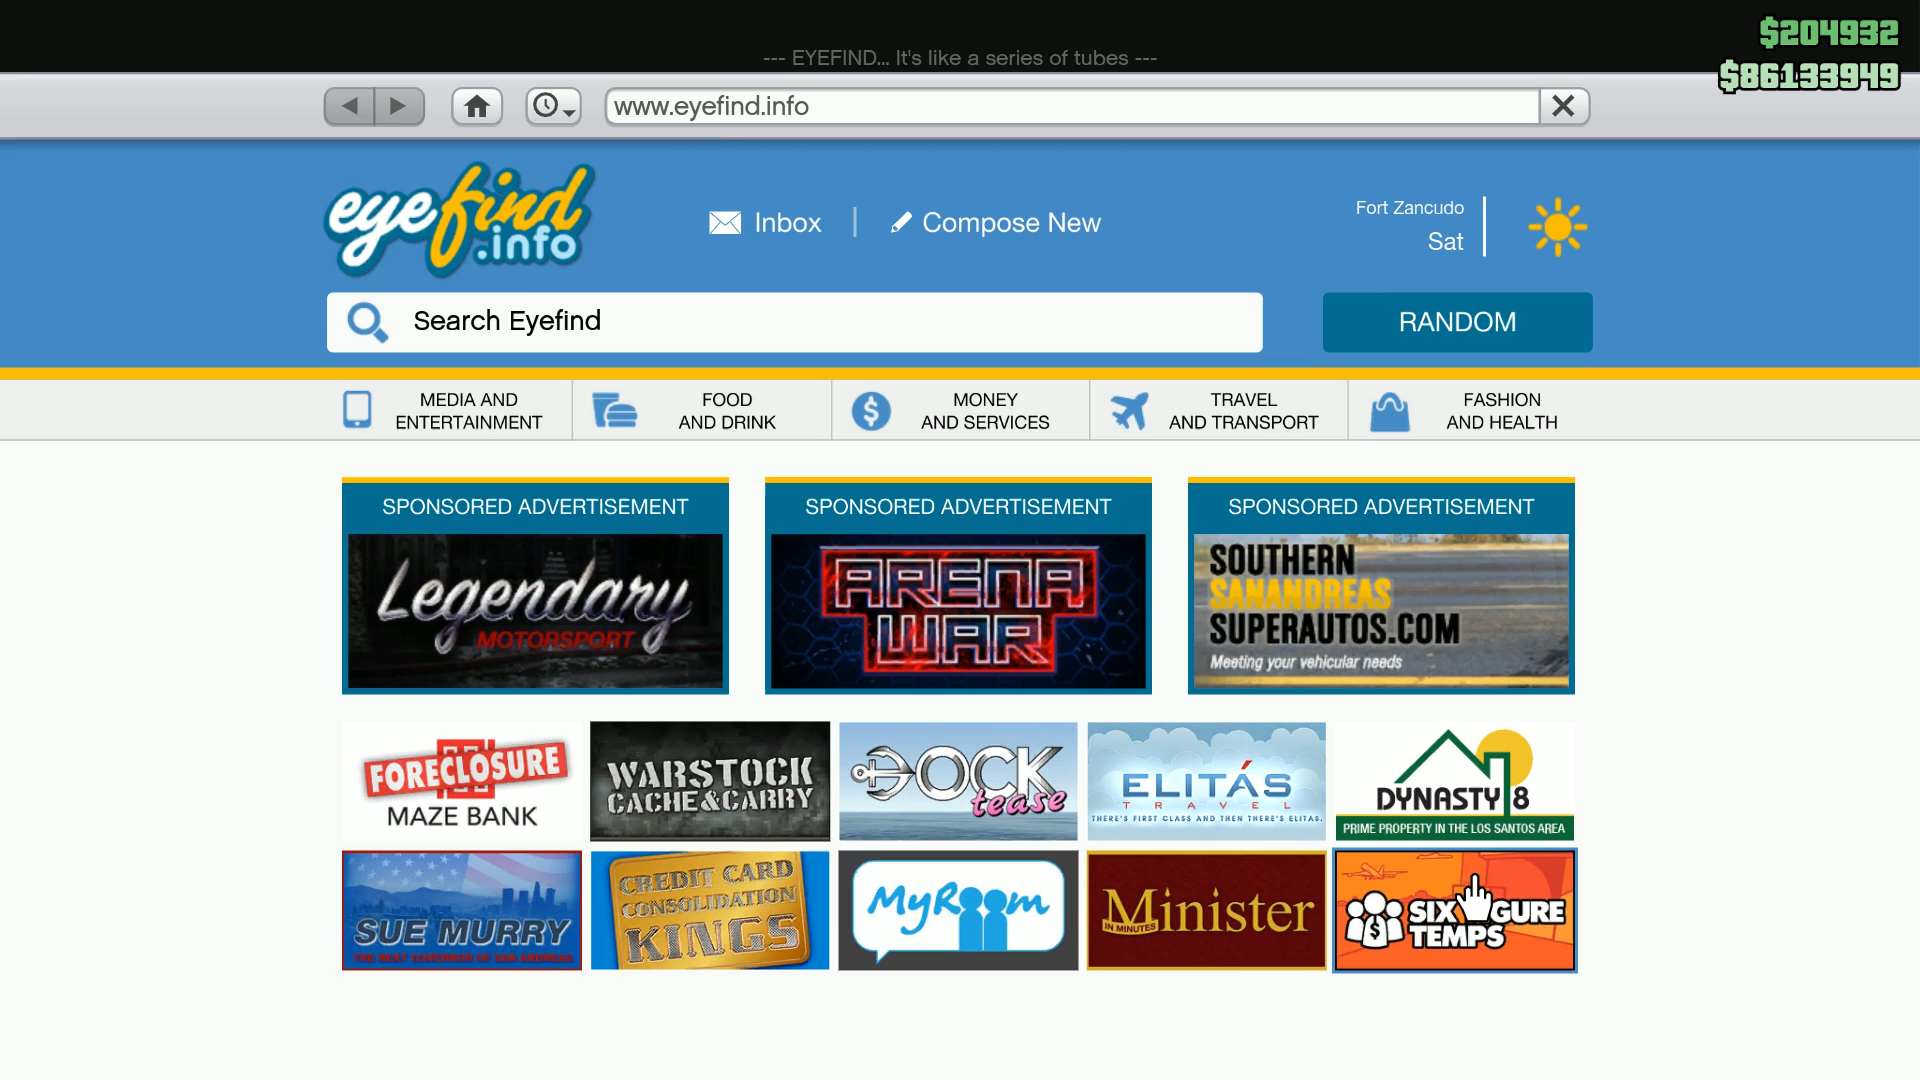 $204932
--- EYEFIND... It's like a series of tubes ---
$86133949
www.eyefind.info
eyefind
.info
Inbox
Compose New
Fort Zancudo
Sat
Search Eyefind
RANDOM
MEDIA AND
ENTERTAINMENT
FOOD
AND DRINK
MONEY
AND SERVICES
TRAVEL
AND TRANSPORT
FASHION
AND HEALTH
SPONSORED ADVERTISEMENT
Legendary
MOTORSPORT
SPONSORED ADVERTISEMENT
ARENA
WAR
SPONSORED ADVERTISEMENT
SOUTHERN
SANANDREAS
SUPERAUTOS.COM
Meeting your vehicular needs
FORECLOSURE
MAZE BANK
WARSTOCK
CACHE&CARRY
DOCK
tease
ELITÁS
TRAVEL
THERE'S FIRST CLASS AND THEN THERE'S ELITAS.
DYNASTY 8
PRIME PROPERTY IN THE LOS SANTOS AREA
SUE MURRY
THE NEXT GOVERNOR OF SAN ANDREAS
CREDIT CARD
CONSOLIDATION
KINGS
MyRoom
Minister
IN MINUTES
SIX GURE
TEMPS